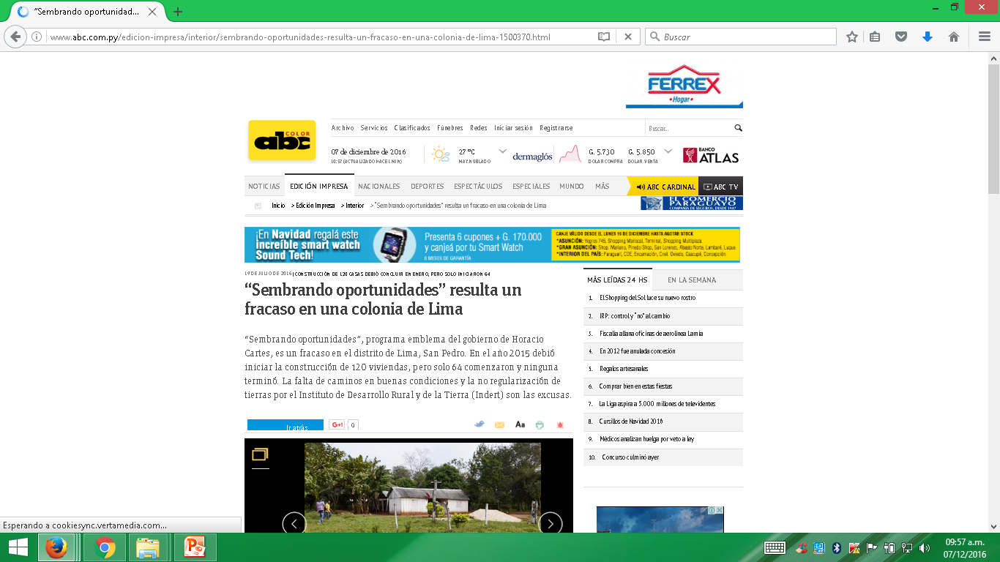 "Sembrando oportunidad...
www.abc.com.py/edicion-impresa/interior/sembrando-oportunidades-resulta-un-fracaso-en-una-colonia-de-lima-1500370.html
Buscar
FERREX
Hogar
abc COLOR
Archivo Servicios Clasificados Fúnebres Redes Iniciar sesión Registrarse
Buscar...
07 de diciembre de 2016
10:57 (ACTUALIZADO HACE 1 MIN)
27 ºC
MAY. NUBLADO
dermaglós
G. 5.730
DOLAR COMPRA
G. 5.850
DOLAR VENTA
BANCO ATLAS
NOTICIAS EDICIÓN IMPRESA NACIONALES DEPORTES ESPECTÁCULOS ESPECIALES MUNDO MÁS ABC CARDINAL ABC TV
Inicio > Edición Impresa > Interior > "Sembrando oportunidades" resulta un fracaso en una colonia de Lima
EL COMERCIO PARAGUAYO
COMPAÑIA DE SEGUROS, DESDE 1947
¡En Navidad regalá este
increíble smart watch
Sound Tech!
Presenta 6 cupones + G. 170.000
y canjeá por tu Smart Watch
6 MESES DE GARANTÍA
CANJE VÁLIDO DESDE EL LUNES 19 DE DICIEMBRE HASTA AGOTAR STOCK
*ASUNCIÓN: Yegros 745, Shopping Mariscal, Terminal, Shopping Multiplaza.
*GRAN ASUNCIÓN: Shop. Mariano, Pinedo Shop, San Lorenzo, Abasto Norte, Lambaré, Luque.
*INTERIOR DEL PAÍS: Paraguarí, CDE, Encarnación, Cnel. Oviedo, Caacupé, Concepción.
19 DE JULIO DE 2016 | CONSTRUCCIÓN DE 120 CASAS DEBIÓ CONCLUIR EN ENERO, PERO SOLO INICIARON 64
"Sembrando oportunidades" resulta un
fracaso en una colonia de Lima
"Sembrando oportunidades", programa emblema del gobierno de Horacio
Cartes, es un fracaso en el distrito de Lima, San Pedro. En el año 2015 debió
iniciar la construcción de 120 viviendas, pero solo 64 comenzaron y ninguna
terminó. La falta de caminos en buenas condiciones y la no regularización de
tierras por el Instituto de Desarrollo Rural y de la Tierra (Indert) son las excusas.
Ir atrás
G+1 0
Aa
MÁS LEÍDAS 24 HS EN LA SEMANA
1. El Shopping del Sol luce su nuevo rostro
2. IRP: control y "no" al cambio
3. Fiscalía allana oficinas de aerolínea Lamia
4. En 2012 fue anulada concesión
5. Regalos artesanales
6. Comprar bien en estas fiestas
7. La Liga aspira a 3.000 millones de televidentes
8. Cursillos de Navidad 2016
9. Médicos analizan huelga por veto a ley
10. Concurso culminó ayer
Esperando a cookiesync.vertamedia.com...
09:57 a.m.
07/12/2016